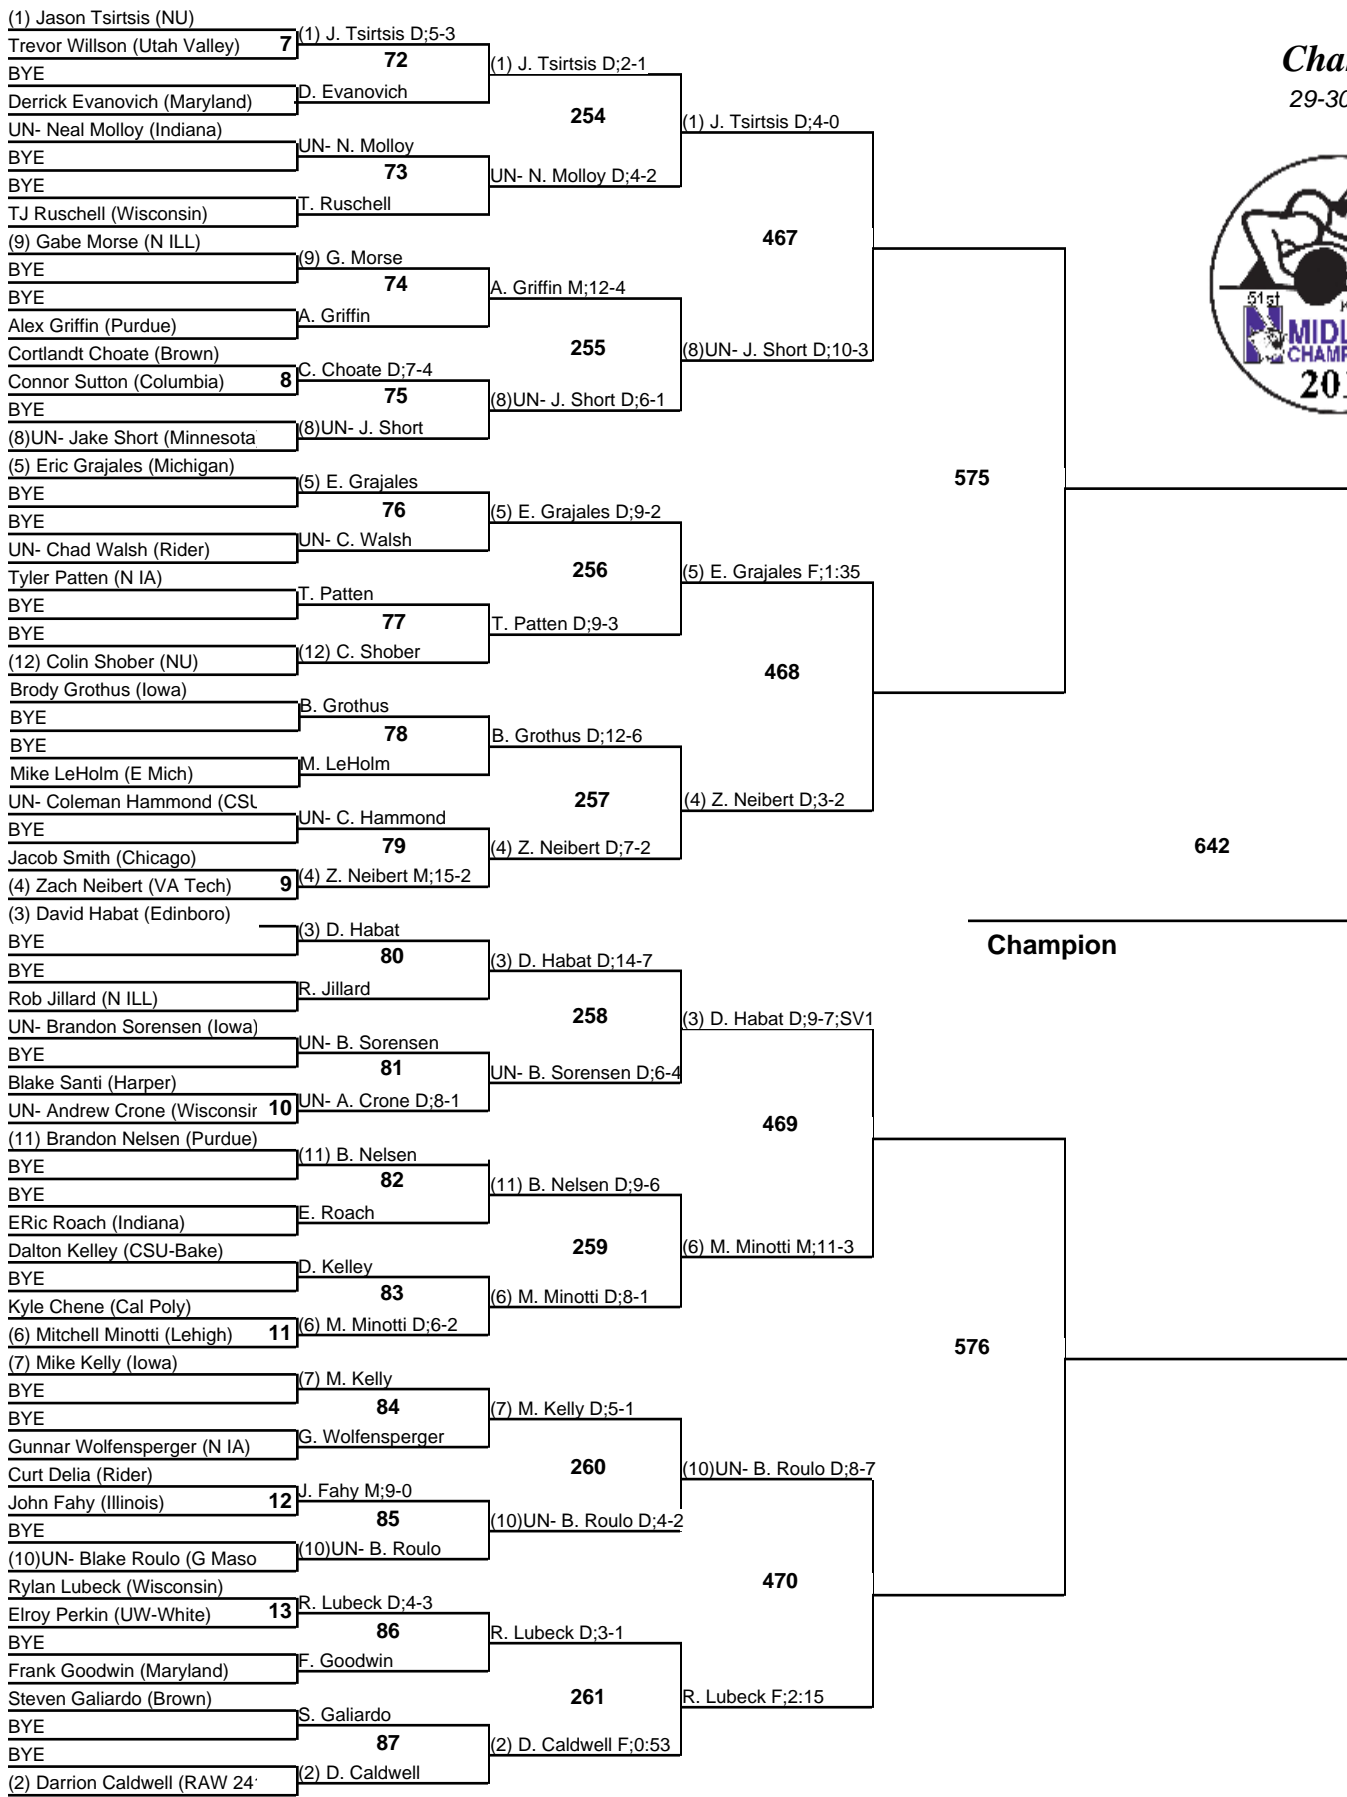 (1) Jason Tsirtsis (NU)
Trevor Willson (Utah Valley) 7
BYE
Derrick Evanovich (Maryland)
UN- Neal Molloy (Indiana)
BYE
BYE
TJ Ruschell (Wisconsin)
(9) Gabe Morse (N ILL)
BYE
BYE
Alex Griffin (Purdue)
Cortlandt Choate (Brown)
Connor Sutton (Columbia) 8
BYE
(8)UN- Jake Short (Minnesota
(5) Eric Grajales (Michigan)
BYE
BYE
UN- Chad Walsh (Rider)
Tyler Patten (N IA)
BYE
BYE
(12) Colin Shober (NU)
Brody Grothus (Iowa)
BYE
BYE
Mike LeHolm (E Mich)
UN- Coleman Hammond (CSU
BYE
Jacob Smith (Chicago)
(4) Zach Neibert (VA Tech) 9
(3) David Habat (Edinboro)
BYE
BYE
Rob Jillard (N ILL)
UN- Brandon Sorensen (Iowa)
BYE
Blake Santi (Harper)
UN- Andrew Crone (Wisconsin 10
(11) Brandon Nelsen (Purdue)
BYE
BYE
ERic Roach (Indiana)
Dalton Kelley (CSU-Bake)
BYE
Kyle Chene (Cal Poly)
(6) Mitchell Minotti (Lehigh) 11
(7) Mike Kelly (Iowa)
BYE
BYE
Gunnar Wolfensperger (N IA)
Curt Delia (Rider)
John Fahy (Illinois) 12
BYE
(10)UN- Blake Roulo (G Maso
Rylan Lubeck (Wisconsin)
Elroy Perkin (UW-White) 13
BYE
Frank Goodwin (Maryland)
Steven Galiardo (Brown)
BYE
BYE
(2) Darrion Caldwell (RAW 24
(1) J. Tsirtsis D;5-3
72
D. Evanovich
UN- N. Molloy
73
T. Ruschell
(9) G. Morse
74
A. Griffin
C. Choate D;7-4
75
(8)UN- J. Short
(5) E. Grajales
76
UN- C. Walsh
T. Patten
77
(12) C. Shober
B. Grothus
78
M. LeHolm
UN- C. Hammond
79
(4) Z. Neibert M;15-2
(3) D. Habat
80
R. Jillard
UN- B. Sorensen
81
UN- A. Crone D;8-1
(11) B. Nelsen
82
E. Roach
D. Kelley
83
(6) M. Minotti D;6-2
(7) M. Kelly
84
G. Wolfensperger
J. Fahy M;9-0
85
(10)UN- B. Roulo
R. Lubeck D;4-3
86
F. Goodwin
S. Galiardo
87
(2) D. Caldwell
(1) J. Tsirtsis D;2-1
254
UN- N. Molloy D;4-2
A. Griffin M;12-4
255
(8)UN- J. Short D;6-1
(5) E. Grajales D;9-2
256
T. Patten D;9-3
B. Grothus D;12-6
257
(4) Z. Neibert D;7-2
(3) D. Habat D;14-7
258
UN- B. Sorensen D;6-4
(11) B. Nelsen D;9-6
259
(6) M. Minotti D;8-1
(7) M. Kelly D;5-1
260
(10)UN- B. Roulo D;4-2
R. Lubeck D;3-1
261
(2) D. Caldwell F;0:53
(1) J. Tsirtsis D;4-0
467
(8)UN- J. Short D;10-3
(5) E. Grajales F;1:35
468
(4) Z. Neibert D;3-2
(3) D. Habat D;9-7;SV1
469
(6) M. Minotti M;11-3
(10)UN- B. Roulo D;8-7
470
R. Lubeck F;2:15
575
576
642
Champion
29-30
51st
N
MIDL
CHAMP
201